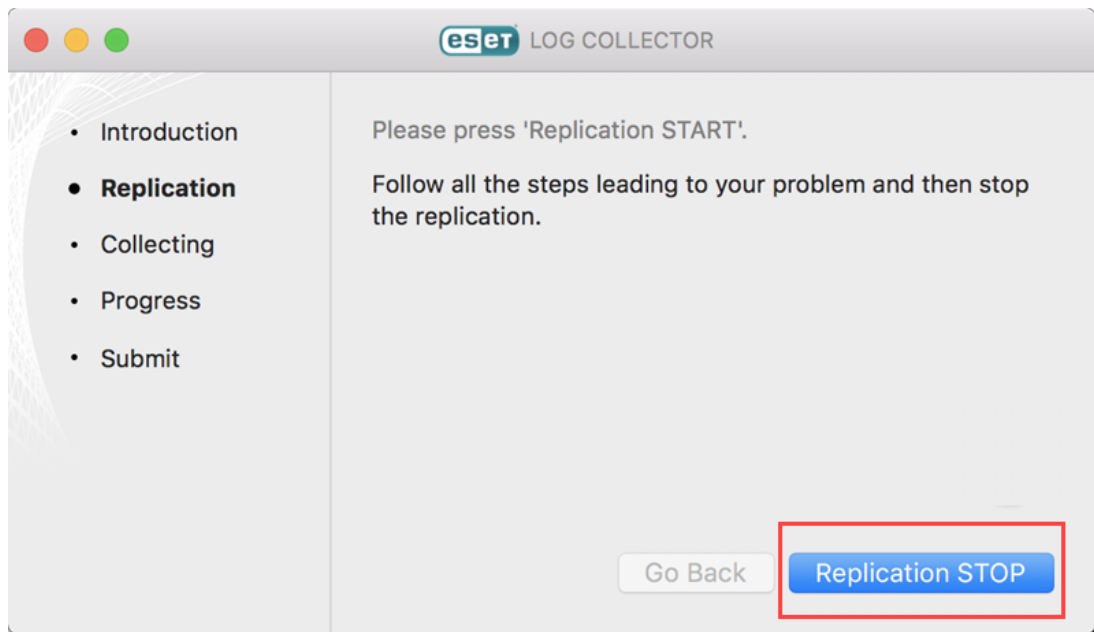 eset LOG COLLECTOR
Introduction
Replication
Collecting
Progress
Submit
Please press 'Replication START'.
Follow all the steps leading to your problem and then stop
the replication.
Go Back
Replication STOP